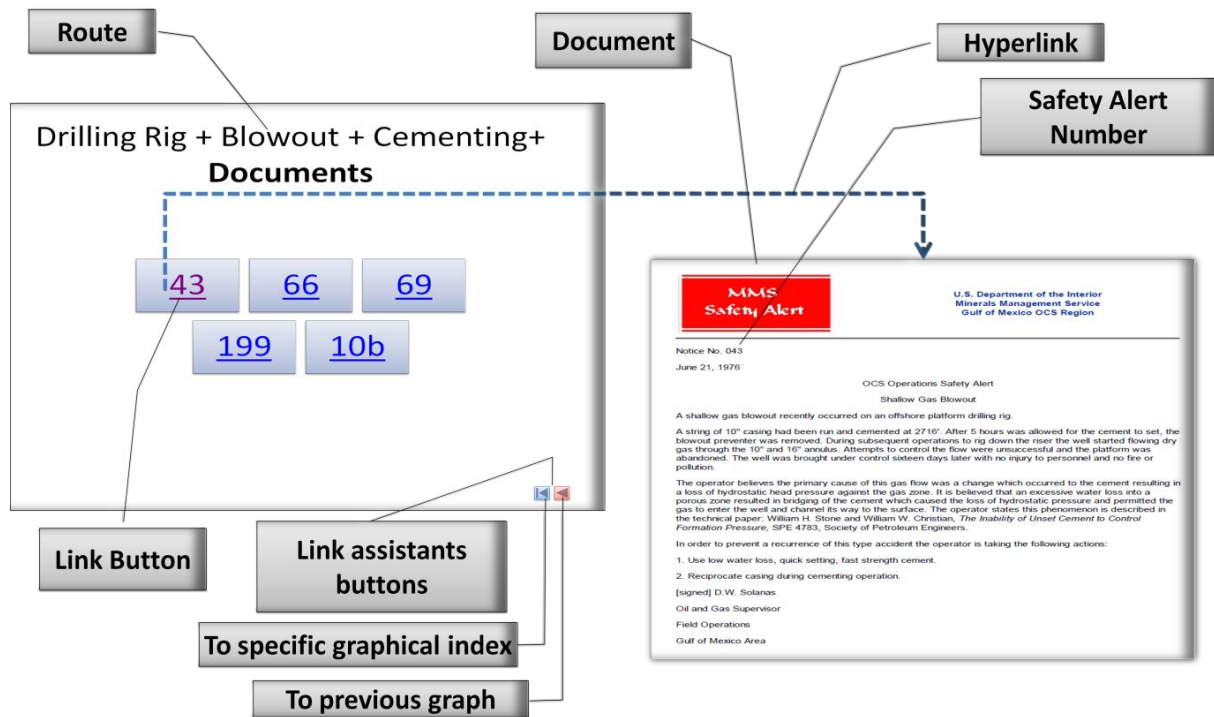 Route
Document
Hyperlink
Safety Alert
Number
Drilling Rig + Blowout + Cementing+
Documents
43
66
69
199
10b
Link Button
Link assistants
buttons
To specific graphical index
To previous graph
MMS
Safety Alert
U.S. Department of the Interior
Minerals Management Service
Gulf of Mexico OCS Region
Notice No. 043
June 21, 1976
OCS Operations Safety Alert
Shallow Gas Blowout
A shallow gas blowout recently occurred on an offshore platform drilling rig.
A string of 10" casing had been run and cemented at 2716'. After 5 hours was allowed for the cement to set, the
blowout preventer was removed. During subsequent operations to rig down the riser the well started flowing dry
gas through the 10" and 16" annulus. Attempts to control the flow were unsuccessful and the platform was
abandoned. The well was brought under control sixteen days later with no injury to personnel and no fire or
pollution.
The operator believes the primary cause of this gas flow was a change which occurred to the cement resulting in
a loss of hydrostatic head pressure against the gas zone. It is believed that an excessive water loss into a
porous zone resulted in bridging of the cement which caused the loss of hydrostatic pressure and permitted the
gas to enter the well and channel its way to the surface. The operator states this phenomenon is described in
the technical paper: William H. Stone and William W. Christian, The Inability of Unset Cement to Control
Formation Pressure, SPE 4783, Society of Petroleum Engineers.
In order to prevent a recurrence of this type accident the operator is taking the following actions:
1. Use low water loss, quick setting, fast strength cement.
2. Reciprocate casing during cementing operation.
[signed] D.W. Solanas
Oil and Gas Supervisor
Field Operations
Gulf of Mexico Area